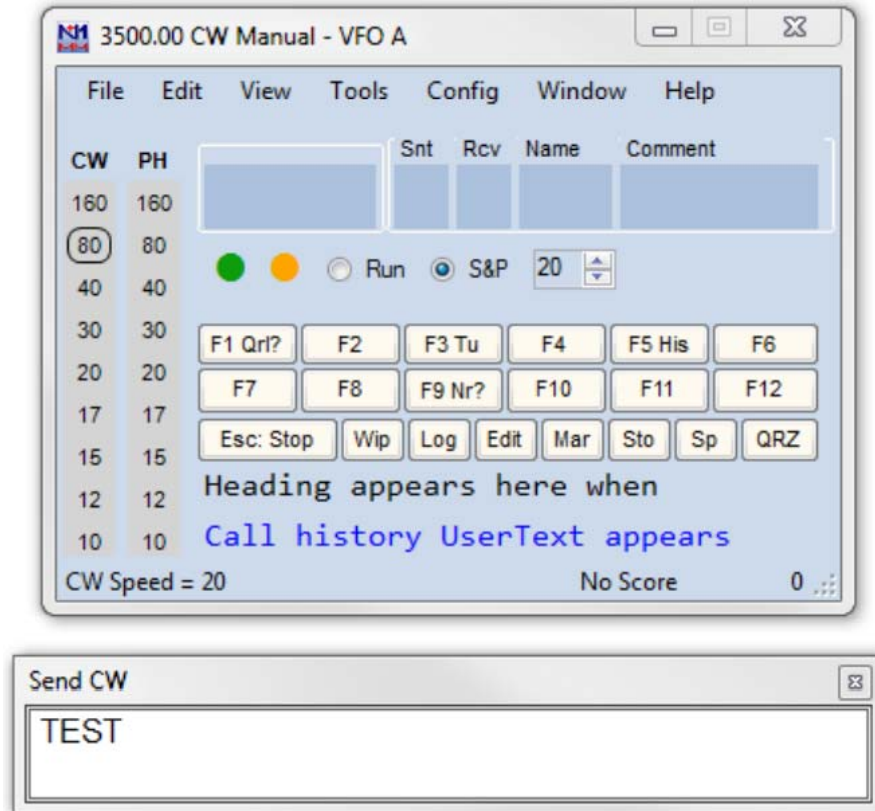 3500.00 CW Manual - VFO A
File Edit View Tools Config Window Help
CW PH
Snt Rcv Name Comment
160 160
80 80
40 40
30 30
20 20
17 17
15 15
12 12
10 10
Run S&P 20
F1 Qrl? F2 F3 Tu F4 F5 His F6
F7 F8 F9 Nr? F10 F11 F12
Esc: Stop Wip Log Edit Mar Sto Sp QRZ
Heading appears here when
Call history UserText appears
CW Speed = 20 No Score 0
Send CW
TEST